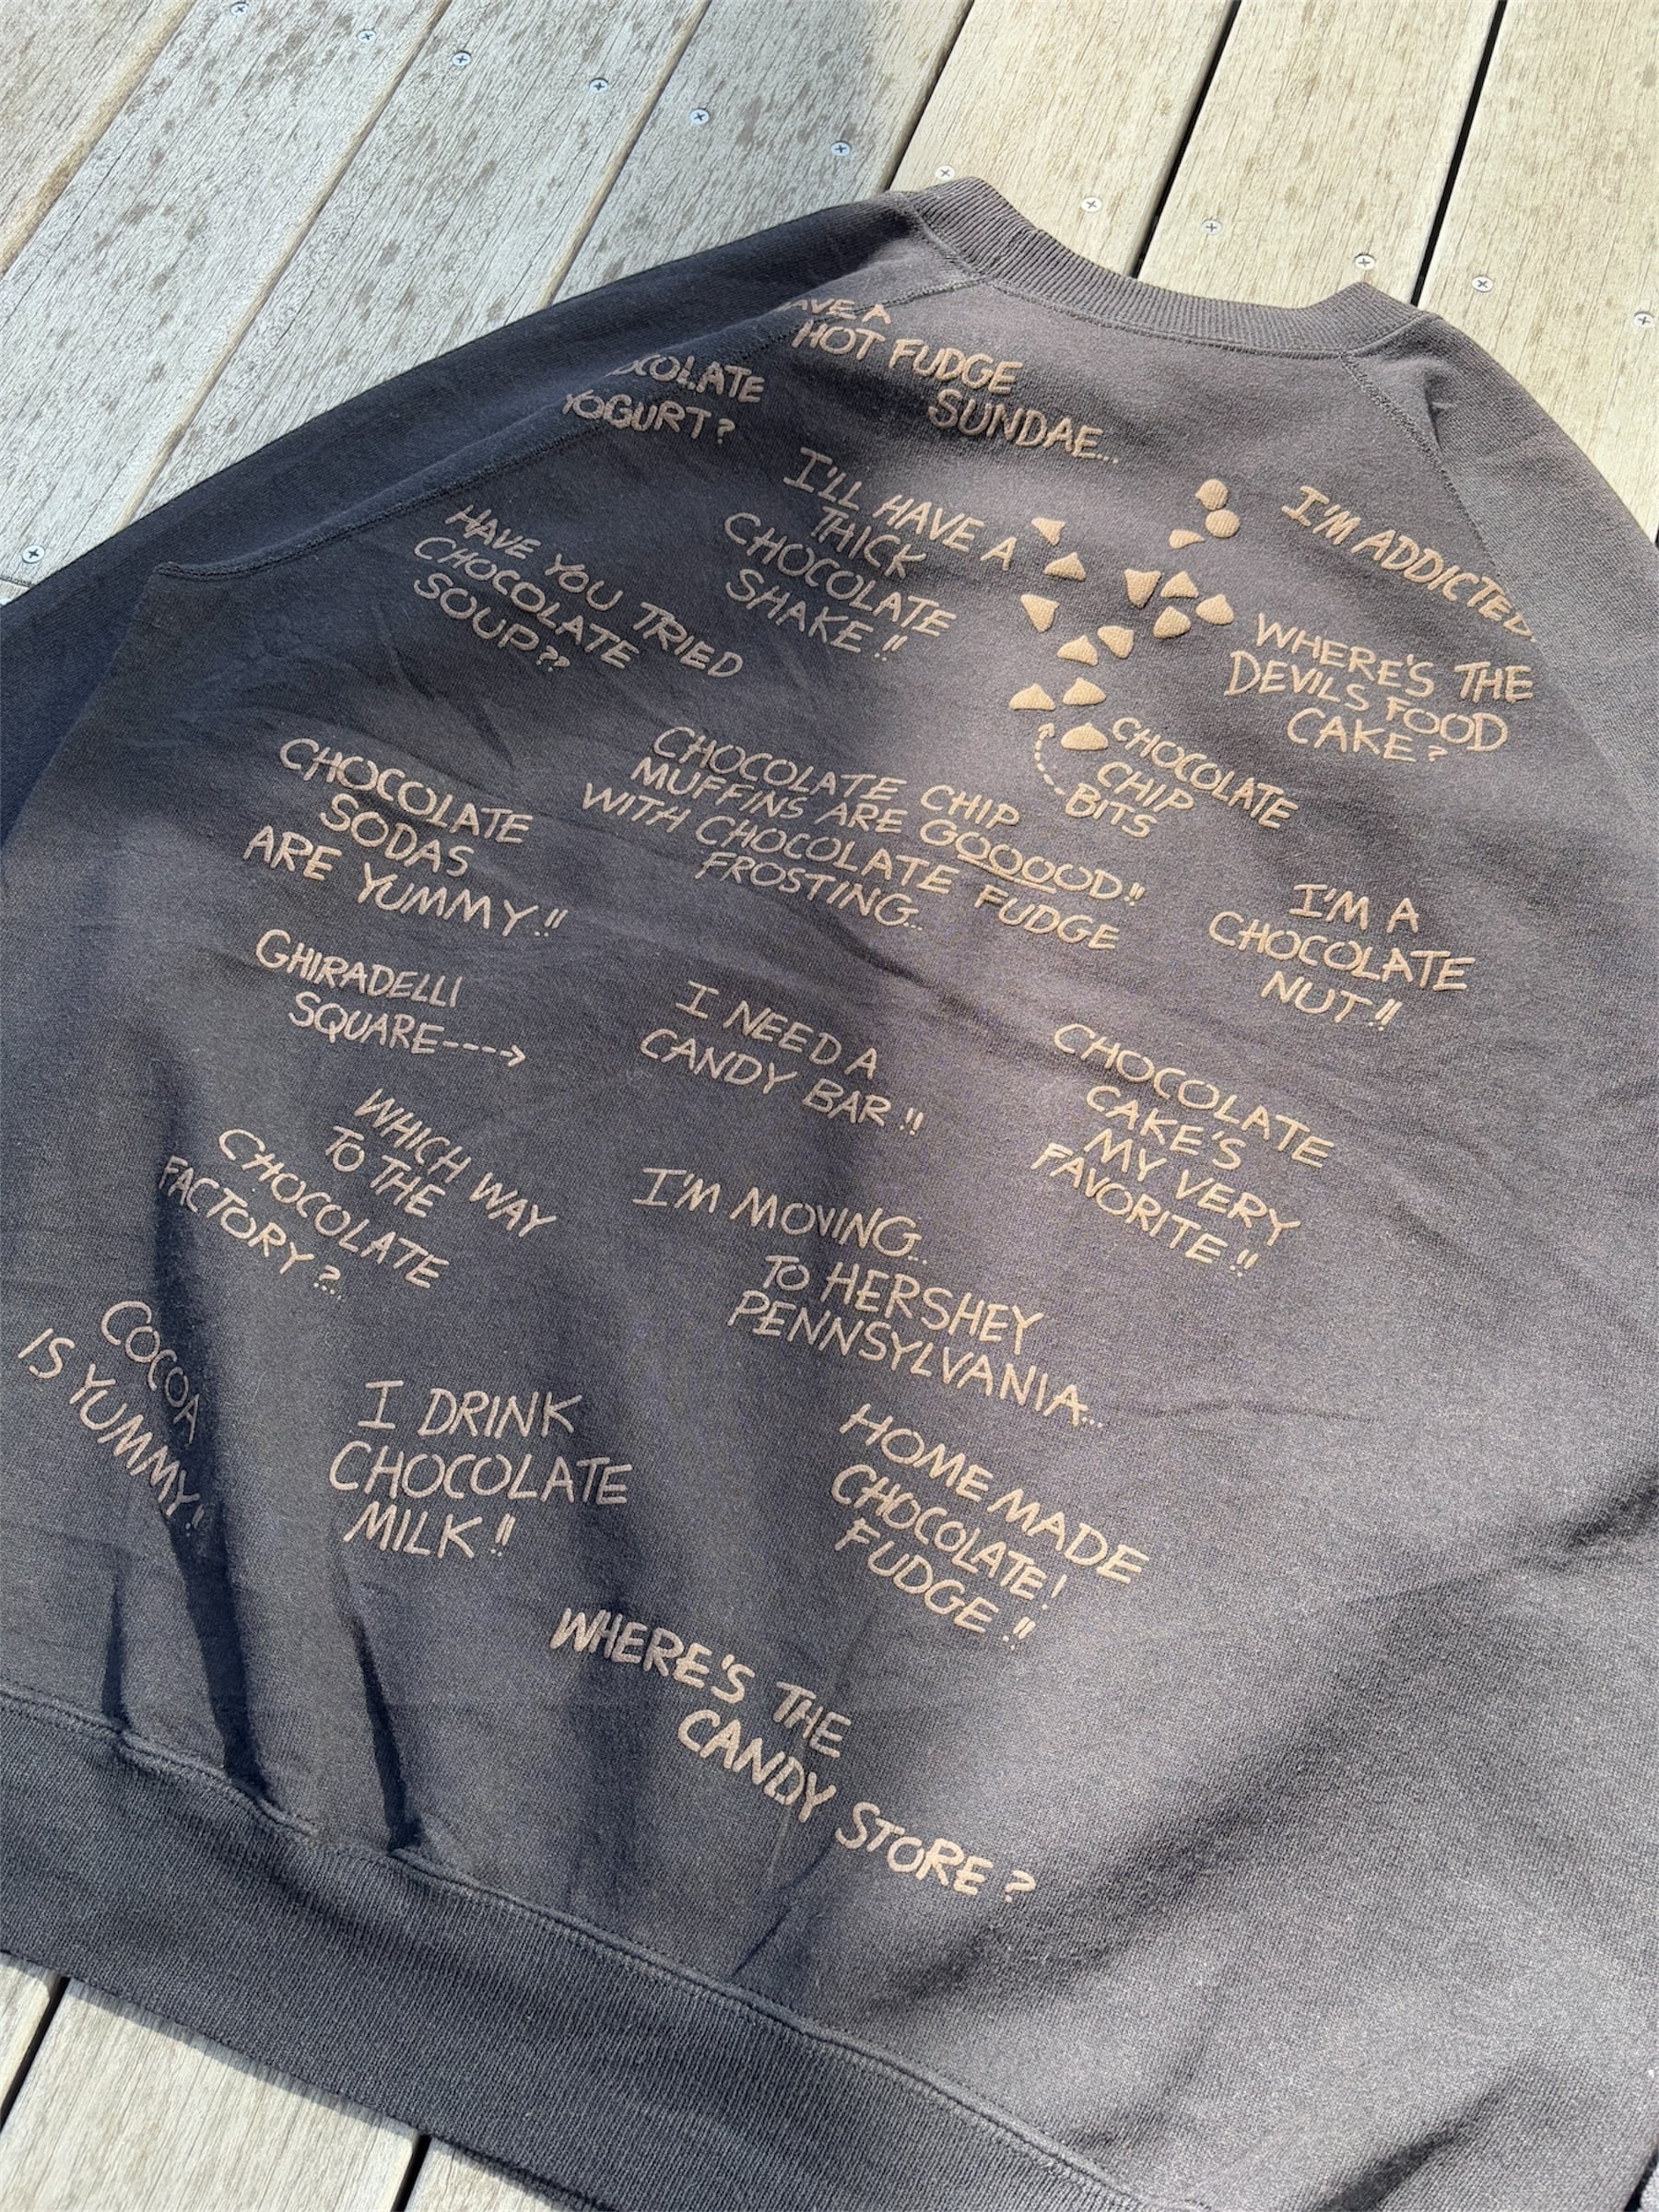 HOT FUDGE
SUNDAE...
YOGURT?
I'LL HAVE A
THICK
CHOCOLATE
SHAKE!!
I'M ADDICTED.
HAVE YOU TRIED
CHOCOLATE
SOUP??
WHERE'S THE
DEVILS FOOD
CAKE?
CHOCOLATE
CHIP
BITS
CHOCOLATE
SODAS
ARE YUMMY!!
CHOCOLATE CHIP
MUFFINS ARE GOOOOD!!
WITH CHOCOLATE FUDGE
FROSTING...
I'M A
CHOCOLATE
NUT!!
GHIRADELLI
SQUARE---->
I NEED A
CANDY BAR!!
CHOCOLATE
CAKE'S
MY VERY
FAVORITE!!
WHICH WAY
TO THE
CHOCOLATE
FACTORY?...
I'M MOVING...
TO HERSHEY
PENNSYLVANIA...
COCOA
IS YUMMY!!
I DRINK
CHOCOLATE
MILK!!
HOME MADE
CHOCOLATE!
FUDGE!!
WHERE'S THE
CANDY STORE?